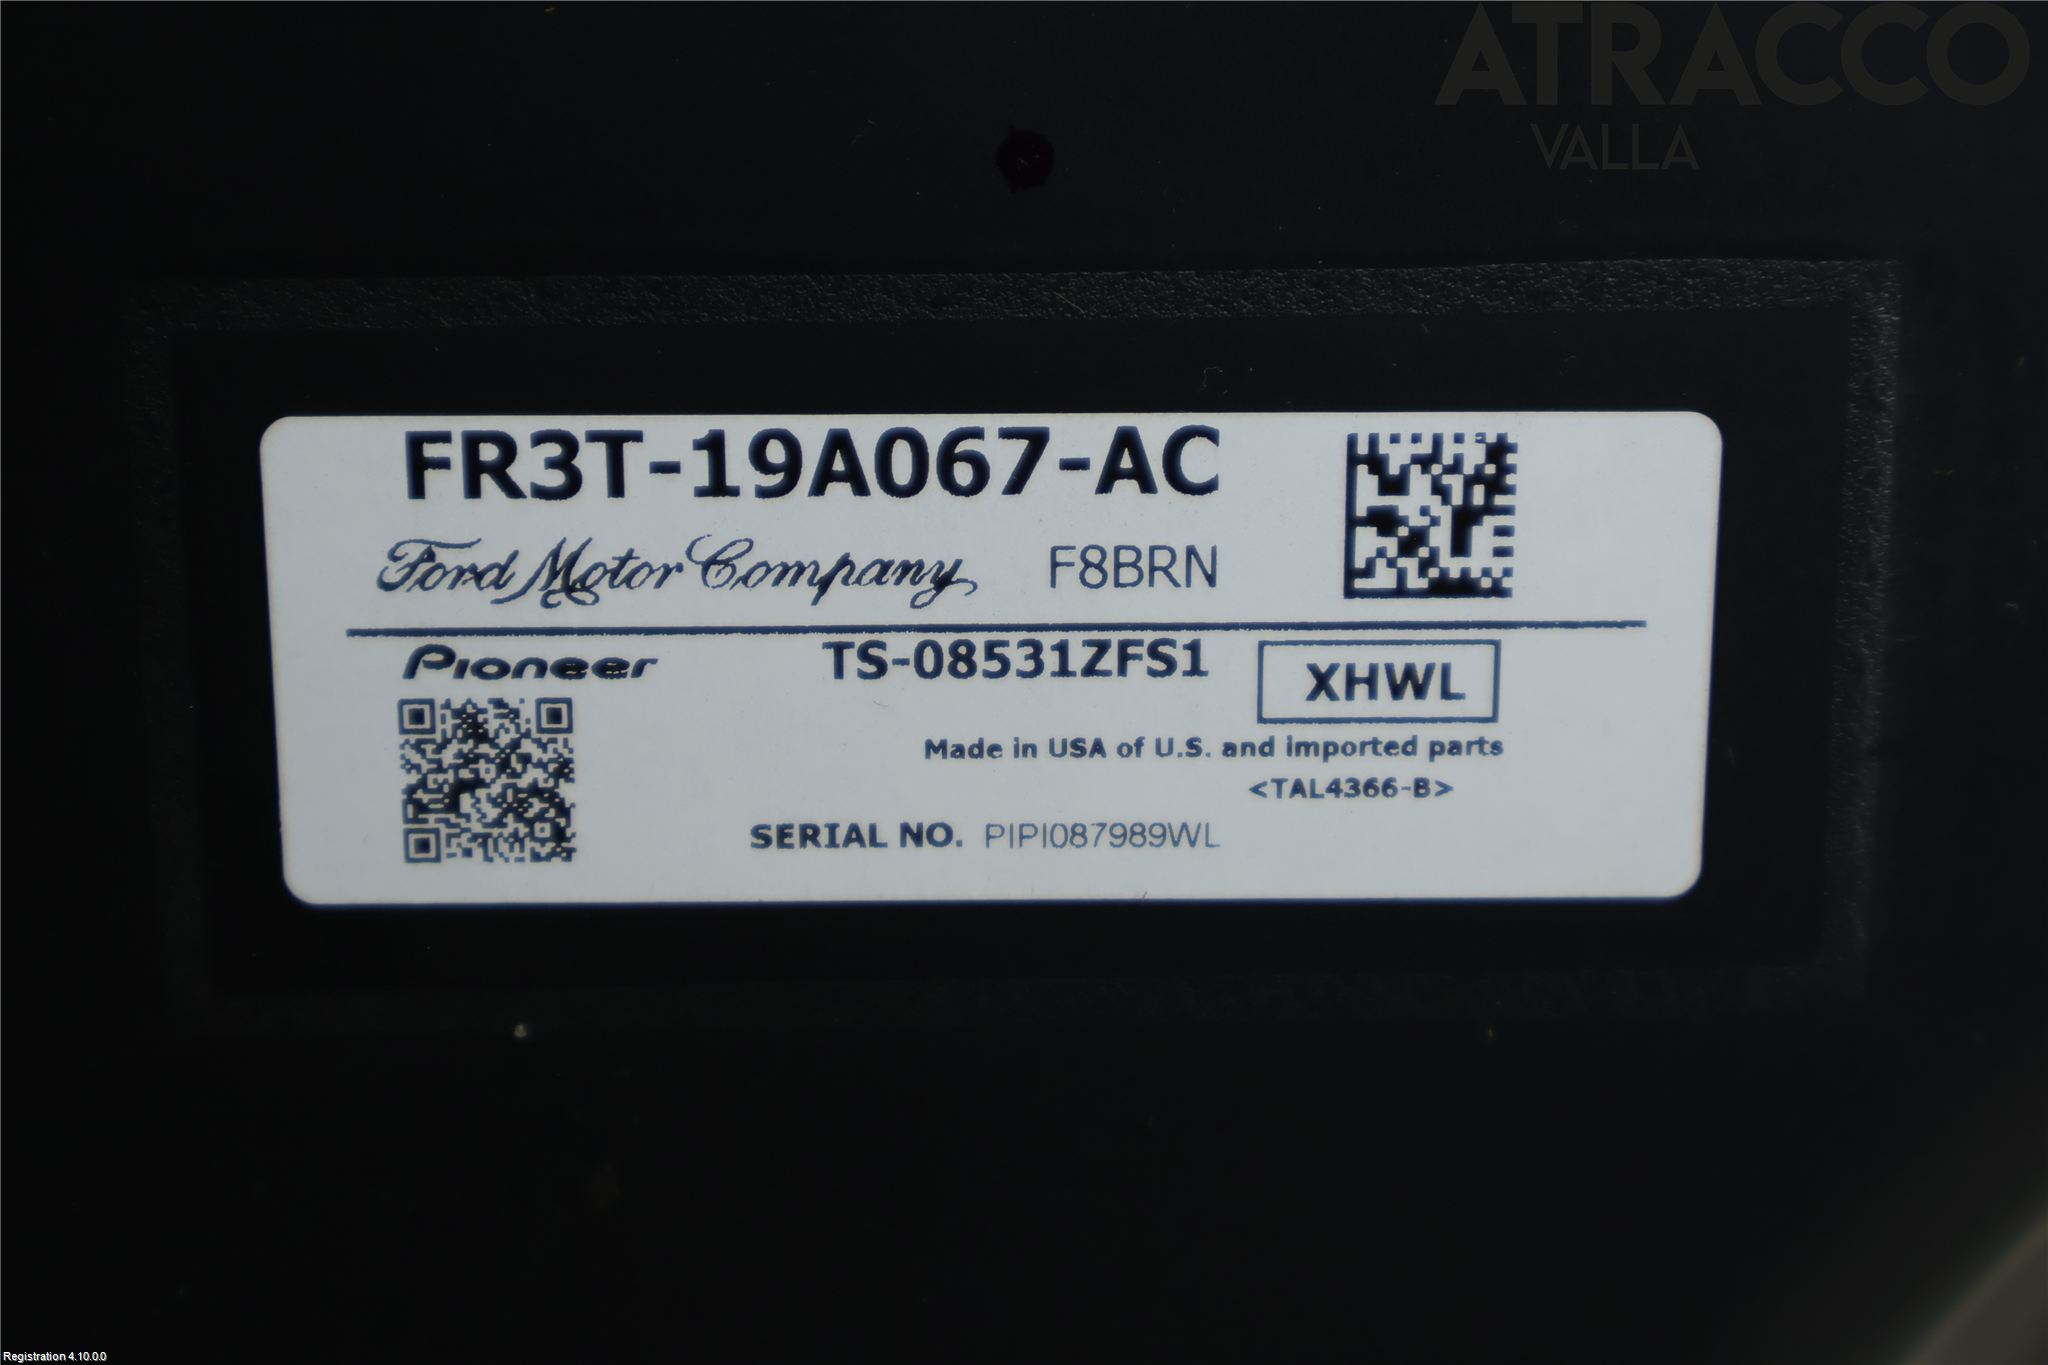 ATRACCO
VALLA
FR3T-19A067-AC
Ford Motor Company F8BRN
Pioneer TS-08531ZFS1 XHWL
Made in USA of U.S. and imported parts
<TAL4366-B>
SERIAL NO. PIPI087989WL
Registration 4.10.0.0